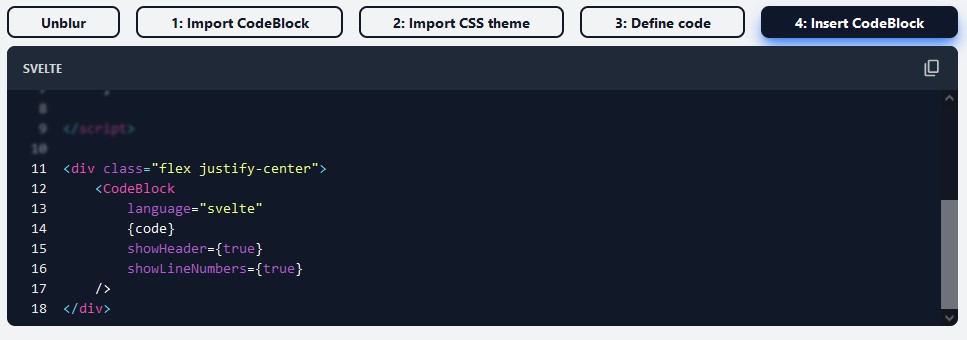 Unblur 1: Import CodeBlock 2: Import CSS theme 3: Define code 4: Insert CodeBlock
SVELTE
8
9 </script>
10
11 <div class="flex justify-center">
12     <CodeBlock
13         language="svelte"
14         {code}
15         showHeader={true}
16         showLineNumbers={true}
17     />
18 </div>